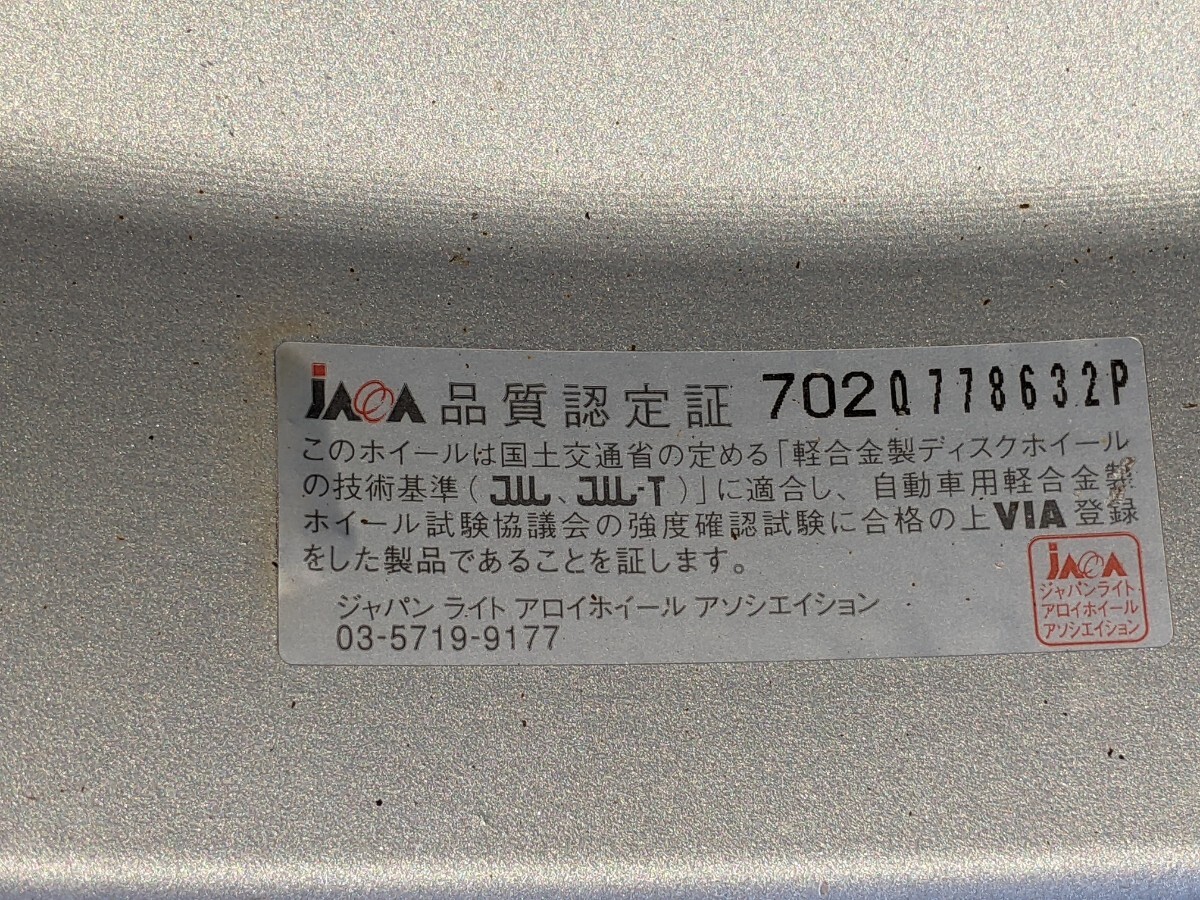 JAWA 品質認定証 702Q778632P
このホイールは国土交通省の定める「軽合金製ディスクホイール
の技術基準(JWL、JWL-T)」に適合し、自動車用軽合金製
ホイール試験協議会の強度確認試験に合格の上VIA登録
をした製品であることを証します。
ジャパン ライト アロイホイール アソシエイション
03-5719-9177
JAWA
ジャパンライト
アロイホイール
アソシエイション